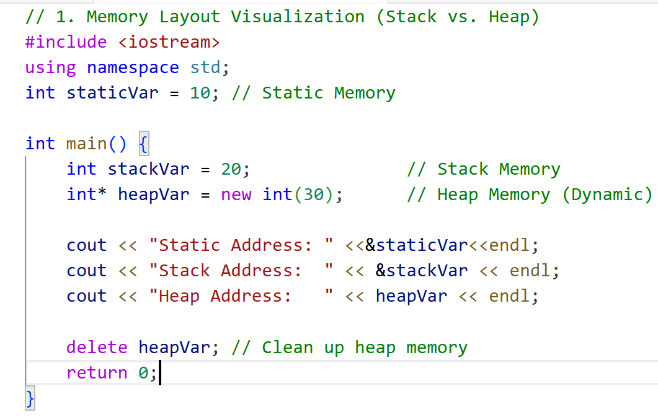 // 1. Memory Layout Visualization (Stack vs. Heap)
#include <iostream>
using namespace std;
int staticVar = 10; // Static Memory

int main() {
    int stackVar = 20;               // Stack Memory
    int* heapVar = new int(30);      // Heap Memory (Dynamic)

    cout << "Static Address: " <<&staticVar<<endl;
    cout << "Stack Address:  " << &stackVar << endl;
    cout << "Heap Address:   " << heapVar << endl;

    delete heapVar; // Clean up heap memory
    return 0;
}